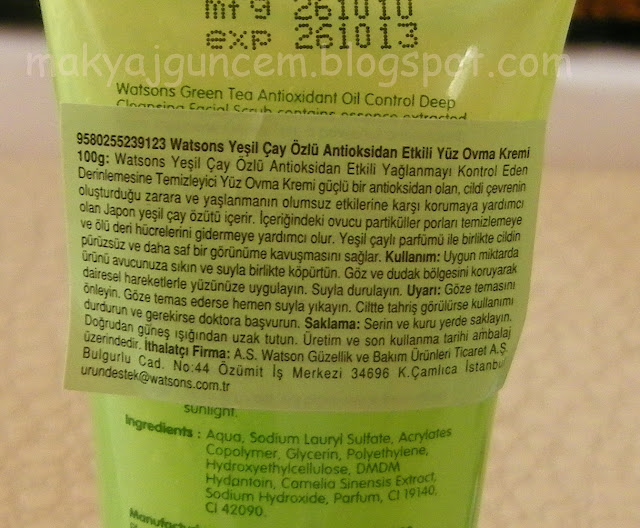 mfg 261010
exp 261013
makyajguncem.blogspot.com
Watsons Green Tea Antioxidant Oil Control Deep
Cleansing Facial Scrub contains essence extracted
9580255239123 Watsons Yeşil Çay Özlü Antioksidan Etkili Yüz Ovma Kremi
100g: Watsons Yeşil Çay Özlü Antioksidan Etkili Yağlanmayı Kontrol Eden
Derinlemesine Temizleyici Yüz Ovma Kremi güçlü bir antioksidan olan, cildi çevrenin
oluşturduğu zarara ve yaşlanmanın olumsuz etkilerine karşı korumaya yardımcı
olan Japon yeşil çay özütü içerir. İçeriğindeki ovucu partiküller porları temizlemeye
ve ölü deri hücrelerini gidermeye yardımcı olur. Yeşil çaylı parfümü ile birlikte cildin
pürüzsüz ve daha saf bir görünüme kavuşmasını sağlar. Kullanım: Uygun miktarda
ürünü avucunuza sıkın ve suyla birlikte köpürtün. Göz ve dudak bölgesini koruyarak
dairesel hareketlerle yüzünüze uygulayın. Suyla durulayın. Uyarı: Göze temasını
önleyin. Göze temas ederse hemen suyla yıkayın. Ciltte tahriş görülürse kullanımı
durdurun ve gerekirse doktora başvurun. Saklama: Serin ve kuru yerde saklayın.
Doğrudan güneş ışığından uzak tutun. Üretim ve son kullanma tarihi ambalaj
üzerindedir. İthalatçı Firma: A.S. Watson Güzellik ve Bakım Ürünleri Ticaret A.Ş.
Bulgurlu Cad. No:44 Özümit İş Merkezi 34696 K.Çamlıca İstanbul
urundestek@watsons.com.tr
sunlight.
Ingredients : Aqua, Sodium Lauryl Sulfate, Acrylates
Copolymer, Glycerin, Polyethylene,
Hydroxyethylcellulose, DMDM
Hydantoin, Camelia Sinensis Extract,
Sodium Hydroxide, Parfum, CI 19140,
CI 42090.